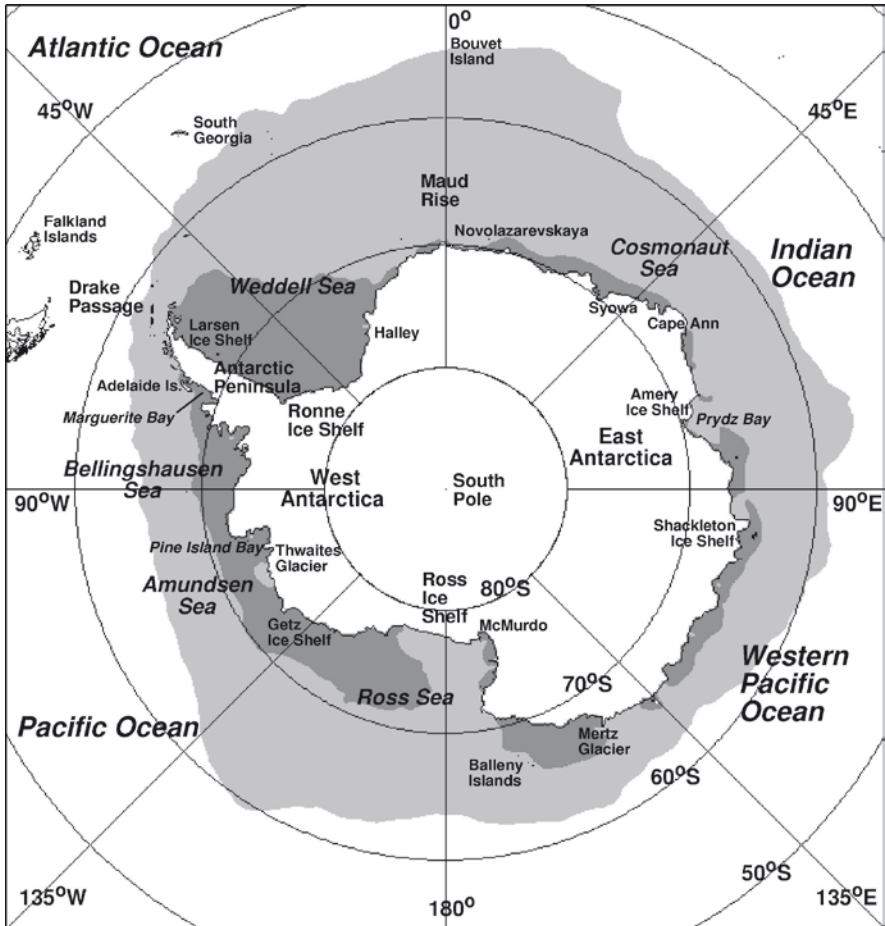 0°
Atlantic Ocean
Bouvet
Island
45°W
45°E
South
Georgia
Maud
Rise
Falkland
Islands
Novolazarevskaya
Cosmonaut
Sea
Indian
Ocean
Drake
Passage
Weddell Sea
Syowa
Cape Ann
Larsen
Ice Shelf
Halley
Antarctic
Peninsula
Adelaide Is.
Marguerite Bay
Ronne
Ice Shelf
Amery
Ice Shelf
Prydz Bay
East
Antarctica
Bellingshausen
Sea
West
Antarctica
South
Pole
90°W
90°E
Shackleton
Ice Shelf
Pine Island Bay
Thwaites
Glacier
Amundsen
Sea
Ross
Ice
Shelf
80°S
Getz
Ice Shelf
McMurdo
Western
Pacific
Ocean
70°S
Ross Sea
Pacific Ocean
Mertz
Glacier
Balleny
Islands
60°S
50°S
135°W
180°
135°E